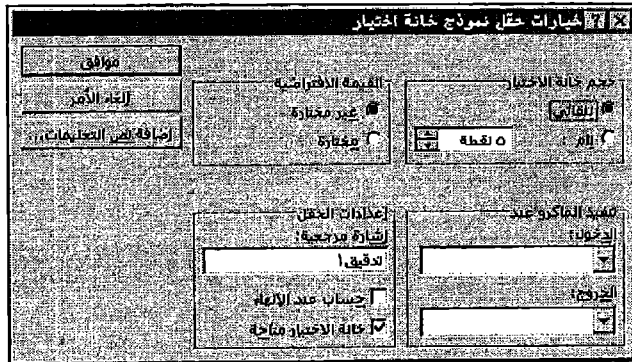 خيارات حقل نموذج خانة اختيار
حجم خانة الاختيار
تلقائي
تام :
٥ نقطة
القيمة الافتراضية
غير مختارة
مختارة
موافق
إلغاء الأمر
إضافة نص التعليمات...
تنفيذ الماكرو عند
الدخول:
الخروج:
إعدادات الحقل
إشارة مرجعية:
تدقيق١
حساب عند الإنهاء
خانة الاختيار متاحة